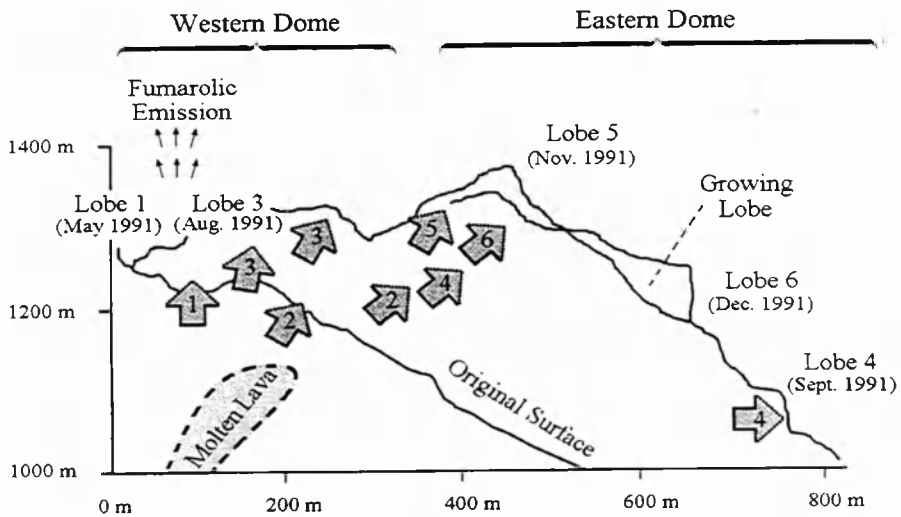 Western Dome
Eastern Dome
Fumarolic
Emission
1400 m
Lobe 5
(Nov. 1991)
Growing
Lobe
Lobe 1
(May 1991)
Lobe 3
(Aug. 1991)
3
5
6
3
4
1200 m
1
2
2
Lobe 6
(Dec. 1991)
Molten Lava
Original Surface
Lobe 4
(Sept. 1991)
4
1000 m
0 m
200 m
400 m
600 m
800 m